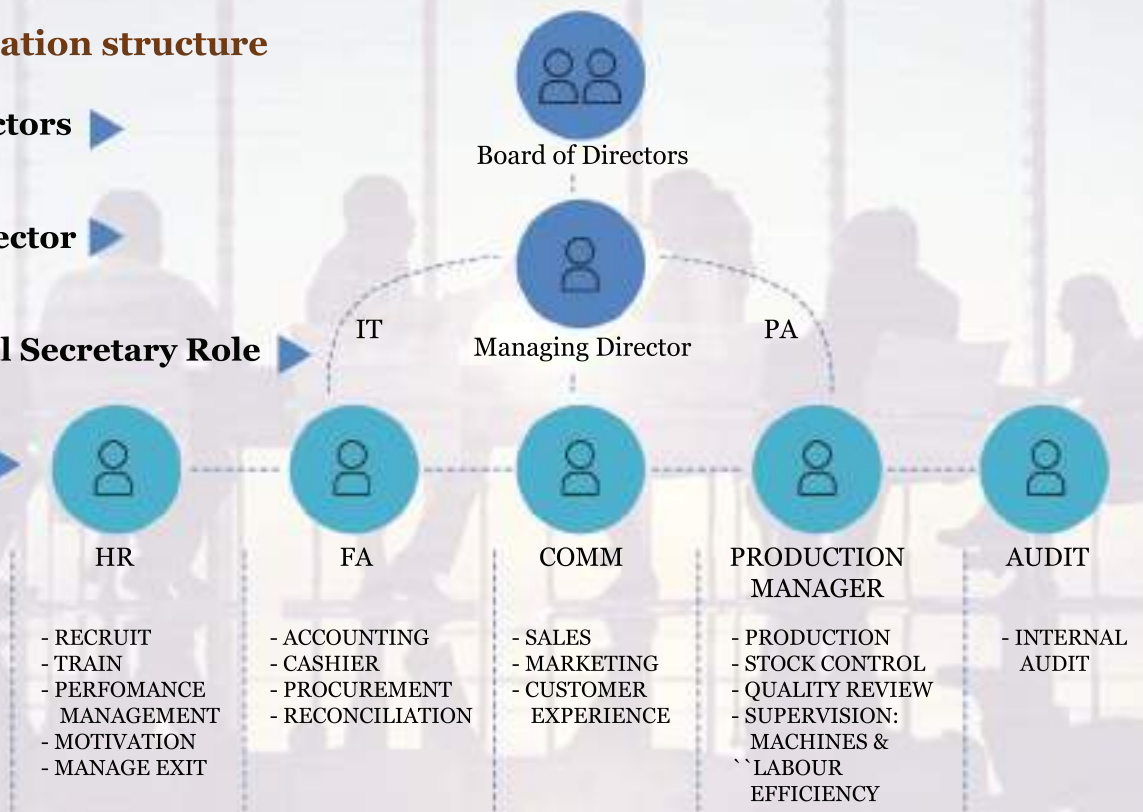 ation structure
ctors
Board of Directors
ector
IT
PA
l Secretary Role
Managing Director
HR
FA
COMM
PRODUCTION
MANAGER
AUDIT
- RECRUIT
- TRAIN
- PERFOMANCE
MANAGEMENT
- MOTIVATION
- MANAGE EXIT
- ACCOUNTING
- CASHIER
- PROCUREMENT
- RECONCILIATION
- SALES
- MARKETING
- CUSTOMER
EXPERIENCE
- PRODUCTION
- STOCK CONTROL
- QUALITY REVIEW
- SUPERVISION:
MACHINES &
``LABOUR
EFFICIENCY
- INTERNAL
AUDIT